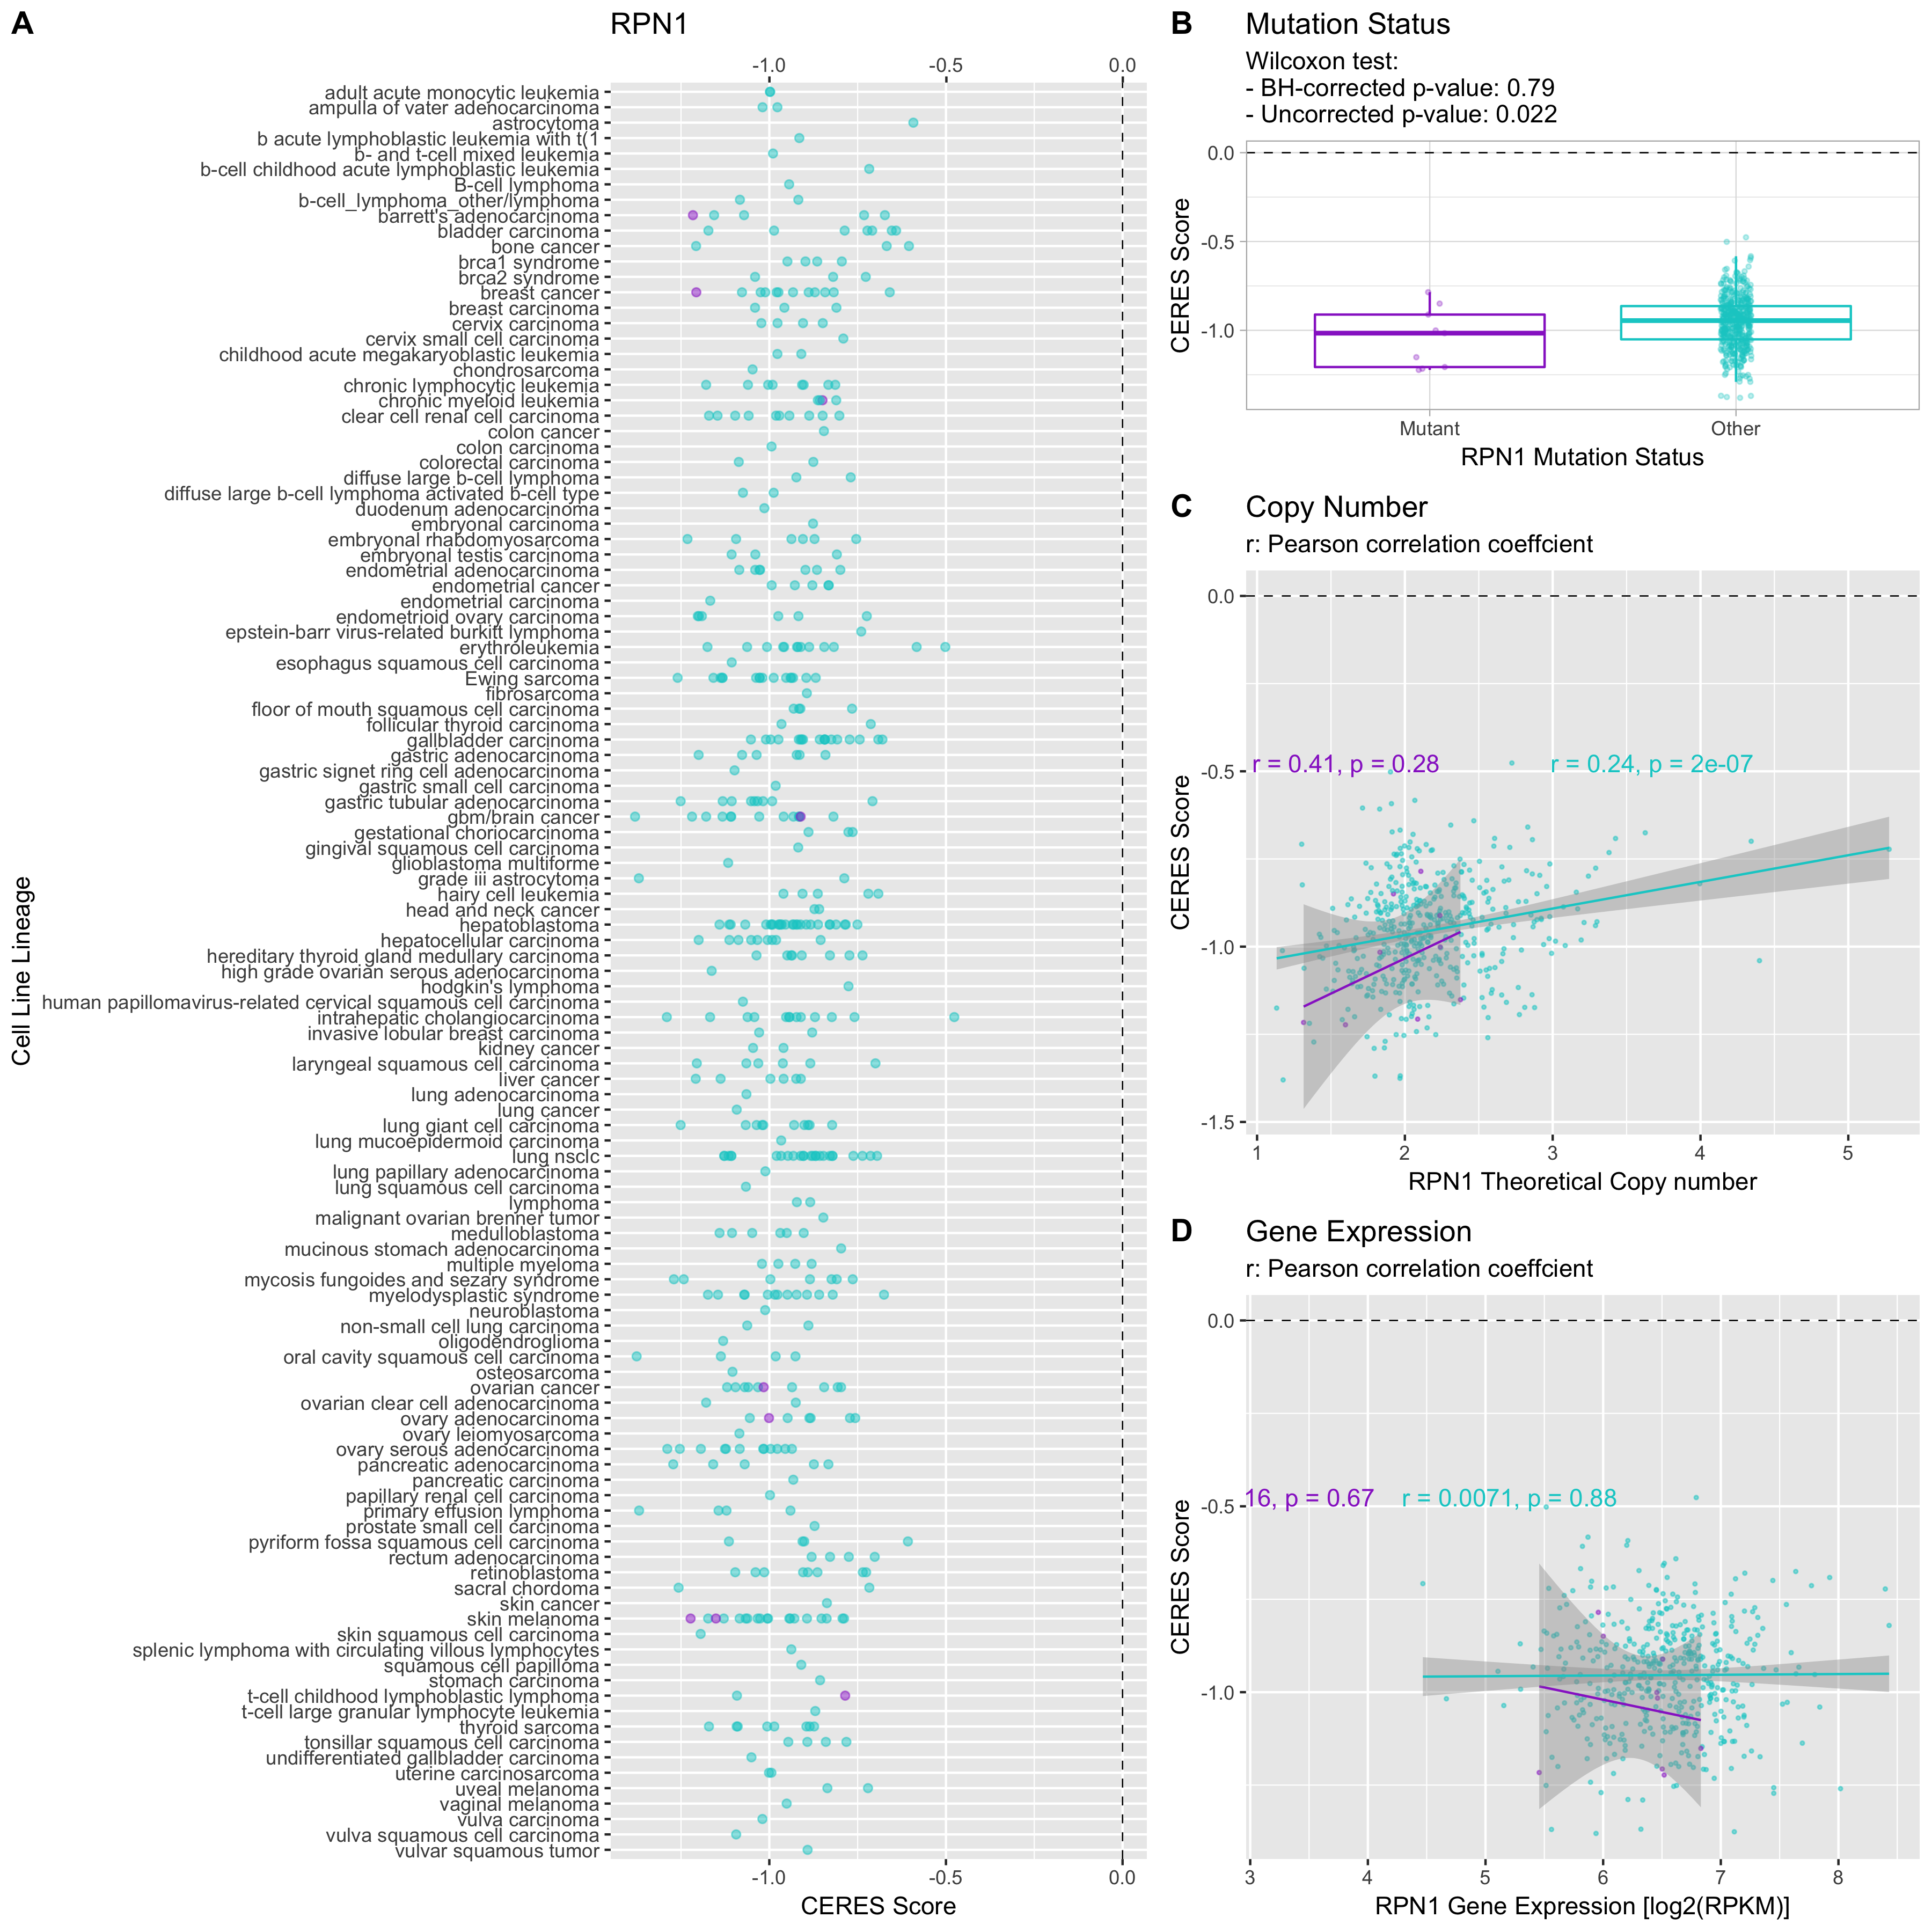 A
RPN1
-1.0
-0.5
0.0
adult acute monocytic leukemia
ampulla of vater adenocarcinoma
astrocytoma
b acute lymphoblastic leukemia with t(1
b- and t-cell mixed leukemia
b-cell childhood acute lymphoblastic leukemia
B-cell lymphoma
b-cell_lymphoma_other/lymphoma
barrett's adenocarcinoma
bladder carcinoma
bone cancer
brca1 syndrome
brca2 syndrome
breast cancer
breast carcinoma
cervix carcinoma
cervix small cell carcinoma
childhood acute megakaryoblastic leukemia
chondrosarcoma
chronic lymphocytic leukemia
chronic myeloid leukemia
clear cell renal cell carcinoma
colon cancer
colon carcinoma
colorectal carcinoma
diffuse large b-cell lymphoma
diffuse large b-cell lymphoma activated b-cell type
duodenum adenocarcinoma
embryonal carcinoma
embryonal rhabdomyosarcoma
embryonal testis carcinoma
endometrial adenocarcinoma
endometrial cancer
endometrial carcinoma
endometrioid ovary carcinoma
epstein-barr virus-related burkitt lymphoma
erythroleukemia
esophagus squamous cell carcinoma
Ewing sarcoma
fibrosarcoma
floor of mouth squamous cell carcinoma
follicular thyroid carcinoma
gallbladder carcinoma
gastric adenocarcinoma
gastric signet ring cell adenocarcinoma
gastric small cell carcinoma
gastric tubular adenocarcinoma
gbm/brain cancer
gestational choriocarcinoma
gingival squamous cell carcinoma
glioblastoma multiforme
grade iii astrocytoma
hairy cell leukemia
head and neck cancer
hepatoblastoma
hepatocellular carcinoma
hereditary thyroid gland medullary carcinoma
high grade ovarian serous adenocarcinoma
hodgkin's lymphoma
human papillomavirus-related cervical squamous cell carcinoma
intrahepatic cholangiocarcinoma
invasive lobular breast carcinoma
kidney cancer
laryngeal squamous cell carcinoma
liver cancer
lung adenocarcinoma
lung cancer
lung giant cell carcinoma
lung mucoepidermoid carcinoma
lung nsclc
lung papillary adenocarcinoma
lung squamous cell carcinoma
lymphoma
malignant ovarian brenner tumor
medulloblastoma
mucinous stomach adenocarcinoma
multiple myeloma
mycosis fungoides and sezary syndrome
myelodysplastic syndrome
neuroblastoma
non-small cell lung carcinoma
oligodendroglioma
oral cavity squamous cell carcinoma
osteosarcoma
ovarian cancer
ovarian clear cell adenocarcinoma
ovary adenocarcinoma
ovary leiomyosarcoma
ovary serous adenocarcinoma
pancreatic adenocarcinoma
pancreatic carcinoma
papillary renal cell carcinoma
primary effusion lymphoma
prostate small cell carcinoma
pyriform fossa squamous cell carcinoma
rectum adenocarcinoma
retinoblastoma
sacral chordoma
skin cancer
skin melanoma
skin squamous cell carcinoma
splenic lymphoma with circulating villous lymphocytes
squamous cell papilloma
stomach carcinoma
t-cell childhood lymphoblastic lymphoma
t-cell large granular lymphocyte leukemia
thyroid sarcoma
tonsillar squamous cell carcinoma
undifferentiated gallbladder carcinoma
uterine carcinosarcoma
uveal melanoma
vaginal melanoma
vulva carcinoma
vulva squamous cell carcinoma
vulvar squamous tumor
Cell Line Lineage
-1.0
-0.5
0.0
CERES Score
B
Mutation Status
Wilcoxon test:
- BH-corrected p-value: 0.79
- Uncorrected p-value: 0.022
0.0
-0.5
-1.0
CERES Score
Mutant
Other
RPN1 Mutation Status
C
Copy Number
r: Pearson correlation coeffcient
0.0
-0.5
-1.0
-1.5
CERES Score
r = 0.41, p = 0.28
r = 0.24, p = 2e-07
1
2
3
4
5
RPN1 Theoretical Copy number
D
Gene Expression
r: Pearson correlation coeffcient
0.0
-0.5
-1.0
CERES Score
16, p = 0.67
r = 0.0071, p = 0.88
3
4
5
6
7
8
RPN1 Gene Expression [log2(RPKM)]